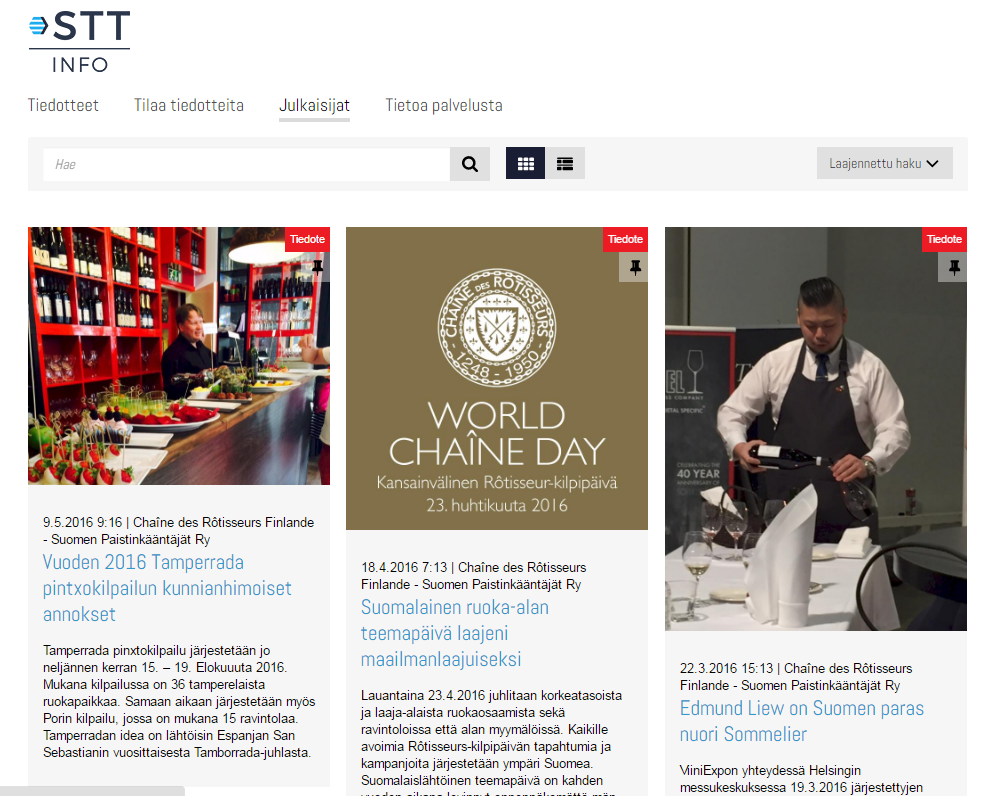 STT
INFO
Tiedotteet Tilaa tiedotteita Julkaisijat Tietoa palvelusta
Hae
Laajennettu haku
Tiedote
9.5.2016 9:16 | Chaîne des Rôtisseurs Finlande
- Suomen Paistinkääntäjät Ry
Vuoden 2016 Tamperrada
pintxokilpailun kunnianhimoiset
annokset
Tamperrada pinxtokilpailu järjestetään jo
neljännen kerran 15. – 19. Elokuuuta 2016.
Mukana kilpailussa on 36 tamperelaista
ruokapaikkaa. Samaan aikaan järjestetään myös
Porin kilpailu, jossa on mukana 15 ravintolaa.
Tamperradan idea on lähtöisin Espanjan San
Sebastianin vuosittaisesta Tamborrada-juhlasta.
Tiedote
CHAÎNE DES RÔTISSEURS
1248 - 1950
WORLD
CHAÎNE DAY
Kansainvälinen Rôtisseur-kilpipäivä
23. huhtikuuta 2016
18.4.2016 7:13 | Chaîne des Rôtisseurs
Finlande - Suomen Paistinkääntäjät Ry
Suomalainen ruoka-alan
teemapäivä laajeni
maailmanlaajuiseksi
Lauantaina 23.4.2016 juhlitaan korkeatasoista
ja laaja-alaista ruokaosaamista sekä
ravintoloissa että alan myymälöissä. Kaikille
avoimia Rôtisseurs-kilpipäivän tapahtumia ja
kampanjoita järjestetään ympäri Suomea.
Suomalaislähtöinen teemapäivä on kahden
Tiedote
EL
CELEBRATING THE
40 YEAR
ANNIVERSARY OF
22.3.2016 15:13 | Chaîne des Rôtisseurs
Finlande - Suomen Paistinkääntäjät Ry
Edmund Liew on Suomen paras
nuori Sommelier
ViiniExpon yhteydessä Helsingin
messukeskuksessa 19.3.2016 järjestettyjen